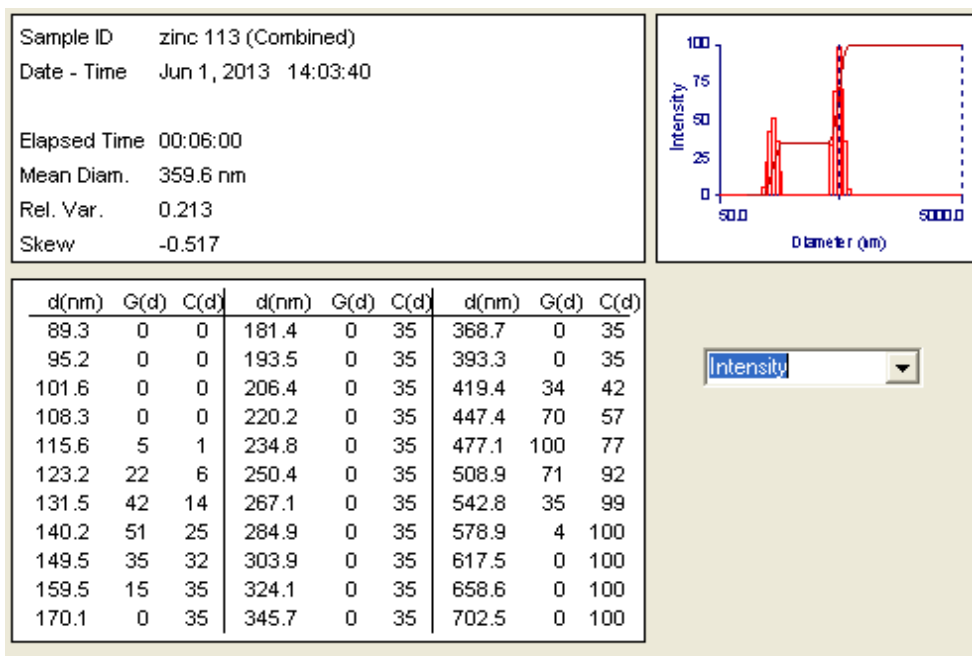 Sample ID zinc 113 (Combined)
Date - Time Jun 1, 2013 14:03:40
Elapsed Time 00:06:00
Mean Diam. 359.6 nm
Rel. Var. 0.213
Skew -0.517
100
75
50
25
0
Intensity
50.0 5000.0
Diameter (nm)
d(nm) G(d) C(d) d(nm) G(d) C(d) d(nm) G(d) C(d)
89.3 0 0 181.4 0 35 368.7 0 35
95.2 0 0 193.5 0 35 393.3 0 35
101.6 0 0 206.4 0 35 419.4 34 42
108.3 0 0 220.2 0 35 447.4 70 57
115.6 5 1 234.8 0 35 477.1 100 77
123.2 22 6 250.4 0 35 508.9 71 92
131.5 42 14 267.1 0 35 542.8 35 99
140.2 51 25 284.9 0 35 578.9 4 100
149.5 35 32 303.9 0 35 617.5 0 100
159.5 15 35 324.1 0 35 658.6 0 100
170.1 0 35 345.7 0 35 702.5 0 100
Intensity